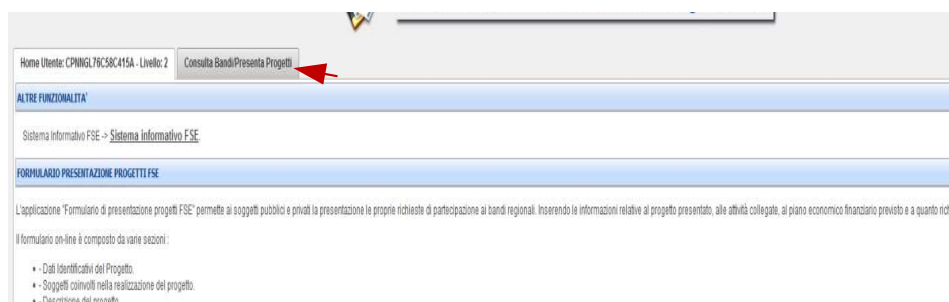 Home Utente: CPNNGL76C58C415A - Livello: 2
Consulta Bandi/Presenta Progetti
ALTRE FUNZIONALITA'
Sistema Informativo FSE -> Sistema informativo FSE.
FORMULARIO PRESENTAZIONE PROGETTI FSE
L'applicazione "Formulario di presentazione progetti FSE" permette ai soggetti pubblici e privati la presentazione le proprie richieste di partecipazione ai bandi regionali. Inserendo le informazioni relative al progetto presentato, alle attività collegate, al piano economico finanziario previsto e a quanto
Il formulario on-line è composto da varie sezioni :
• - Dati Identificativi del Progetto.
• - Soggetti coinvolti nella realizzazione del progetto.
• - Descrizione del progetto